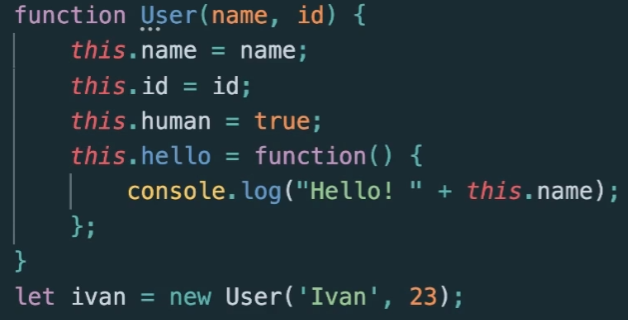 function User(name, id) {
    this.name = name;
    this.id = id;
    this.human = true;
    this.hello = function() {
        console.log("Hello! " + this.name);
    };
}
let ivan = new User('Ivan', 23);